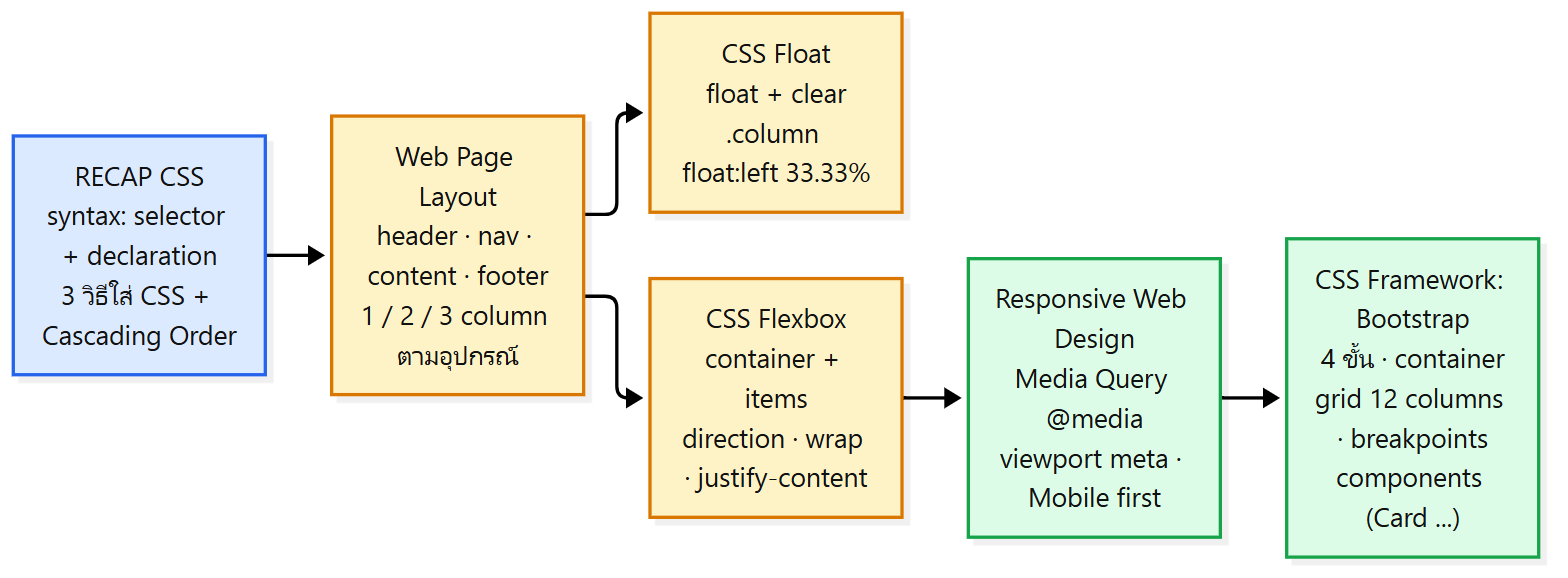 RECAP CSS
syntax: selector
+ declaration
3 วิธีใส่ CSS +
Cascading Order
Web Page
Layout
header · nav ·
content · footer
1 / 2 / 3 column
ตามอุปกรณ์
CSS Float
float + clear
.column
float:left 33.33%
CSS Flexbox
container +
items
direction · wrap
· justify-content
Responsive Web
Design
Media Query
@media
viewport meta ·
Mobile first
CSS Framework:
Bootstrap
4 ขั้น · container
grid 12 columns
· breakpoints
components
(Card ...)